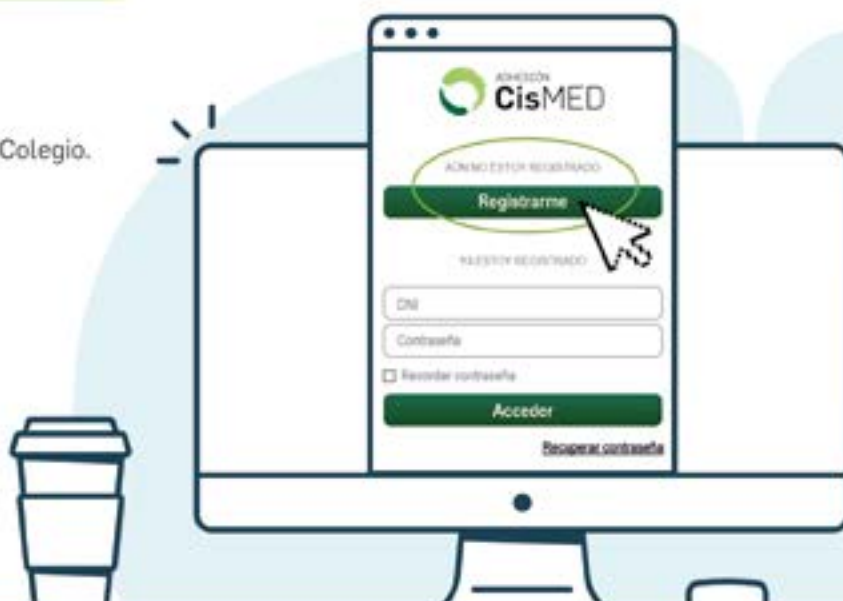 Colegio.
ADHESIÓN
CisMED
AÚN NO ESTOY REGISTRADO
Registrarme
YA ESTOY REGISTRADO
DNI
Contraseña
Recordar contraseña
Acceder
Recuperar contraseña